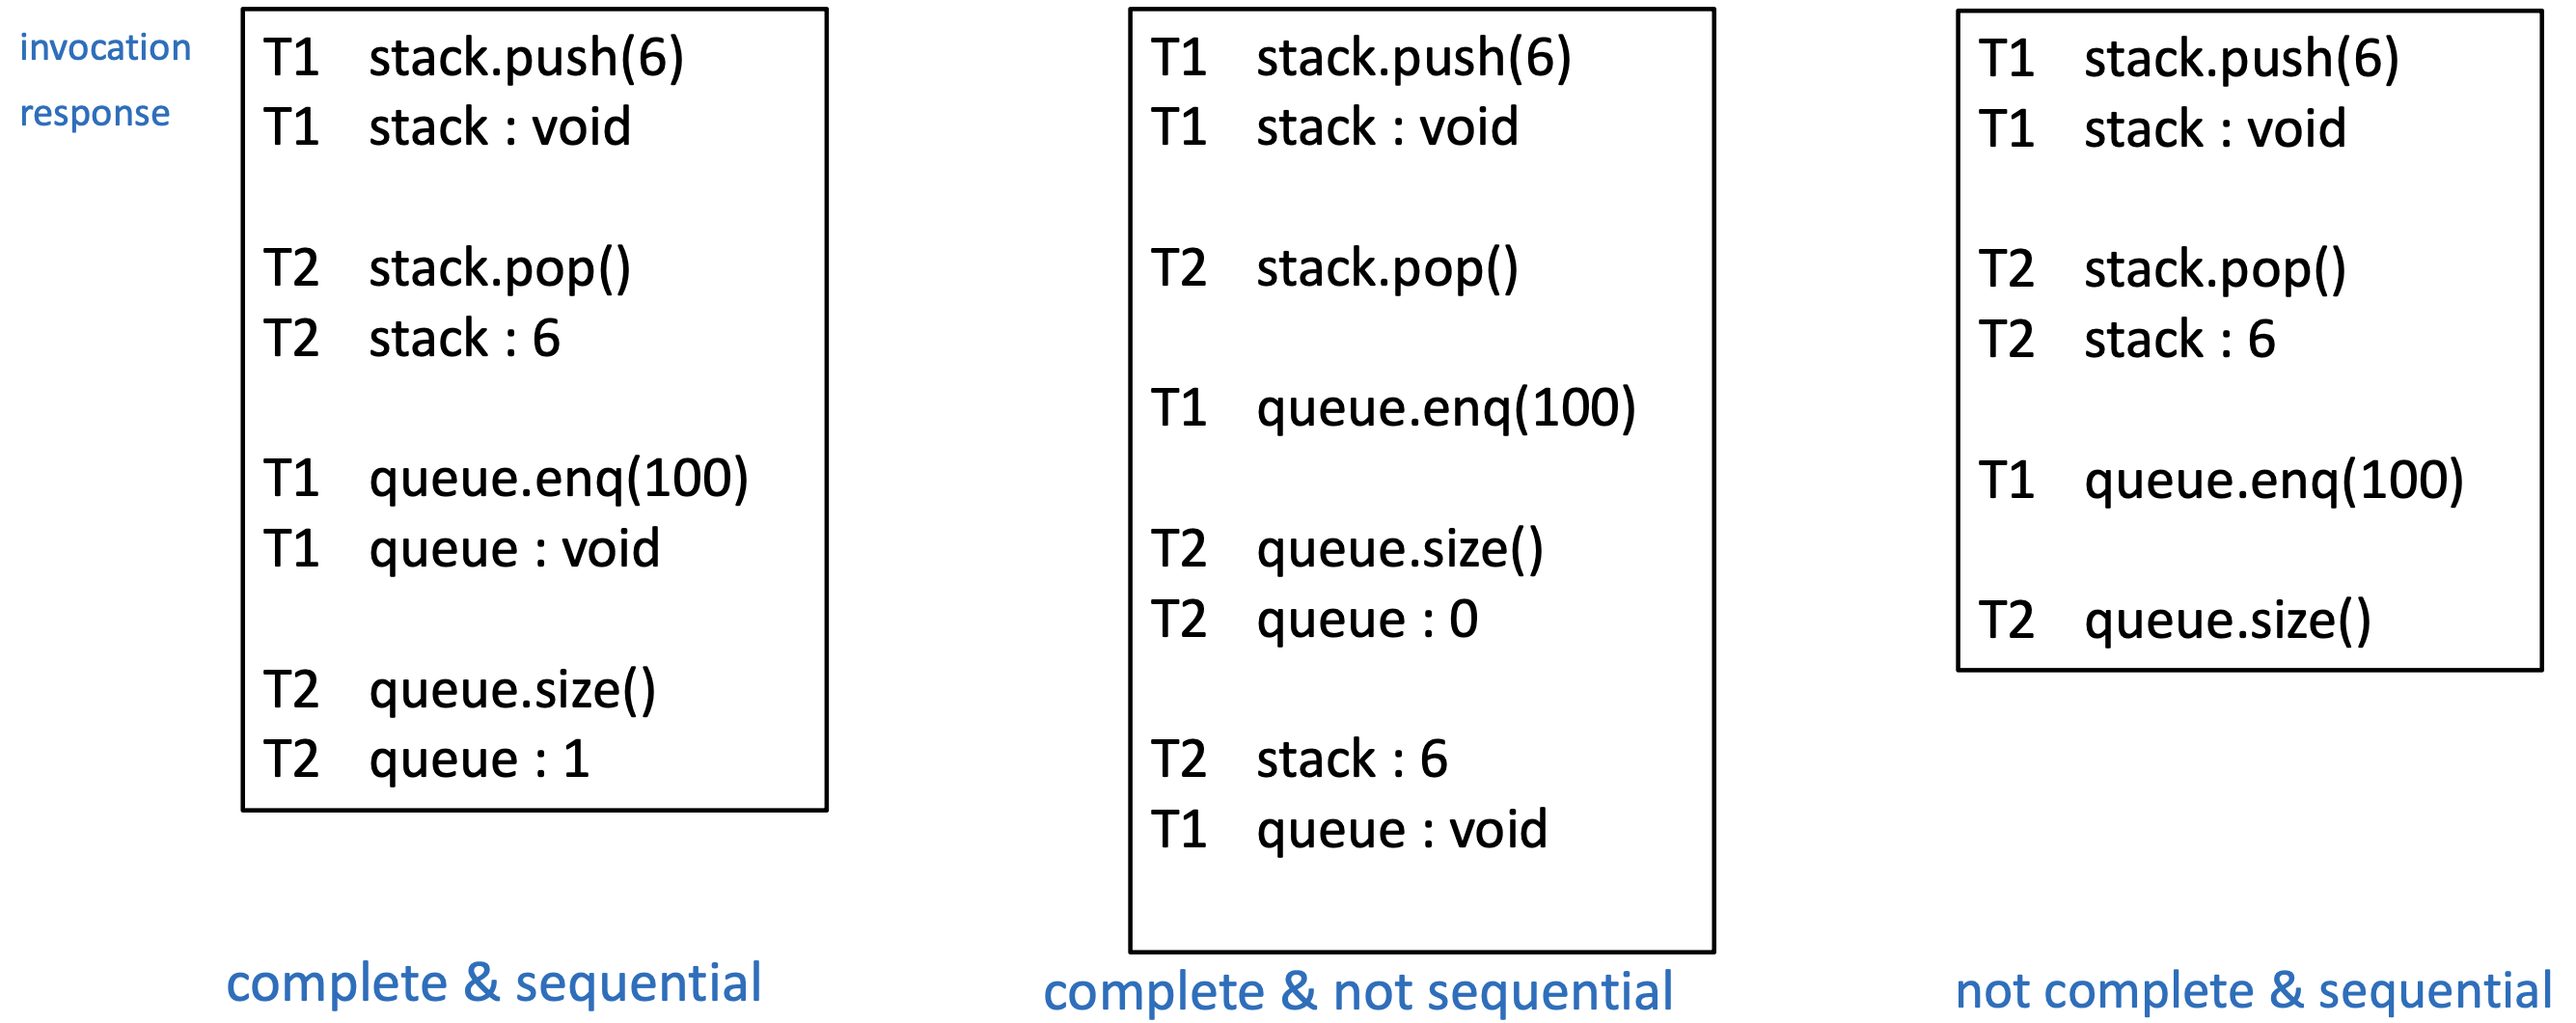 invocation
response
T1 stack.push(6)
T1 stack : void
T2 stack.pop()
T2 stack : 6
T1 queue.enq(100)
T1 queue : void
T2 queue.size()
T2 queue : 1
complete & sequential
T1 stack.push(6)
T1 stack : void
T2 stack.pop()
T1 queue.enq(100)
T2 queue.size()
T2 queue : 0
T2 stack : 6
T1 queue : void
complete & not sequential
T1 stack.push(6)
T1 stack : void
T2 stack.pop()
T2 stack : 6
T1 queue.enq(100)
T2 queue.size()
not complete & sequential